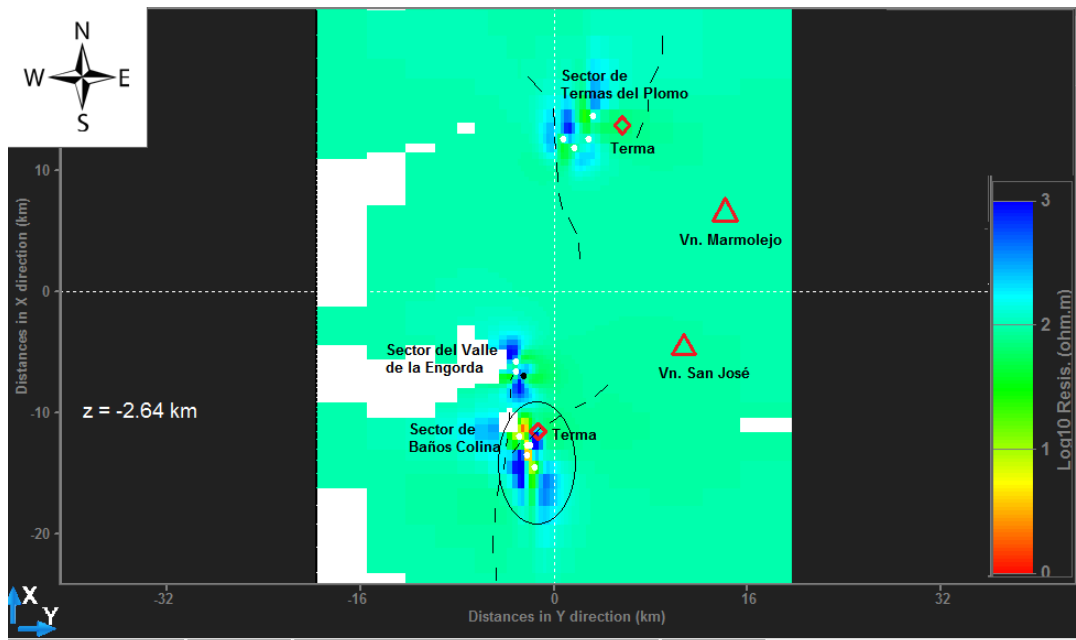 N
W E
S
Sector de
Termas del Plomo
Terma
Vn. Marmolejo
Sector del Valle
de la Engorda
Vn. San José
z = -2.64 km
Sector de
Baños Colina
Terma
10
0
-10
-20
Distances in X direction (km)
-32
-16
0
16
32
Distances in Y direction (km)
X
Y
3
2
1
0
Log10 Resis. (ohm.m)